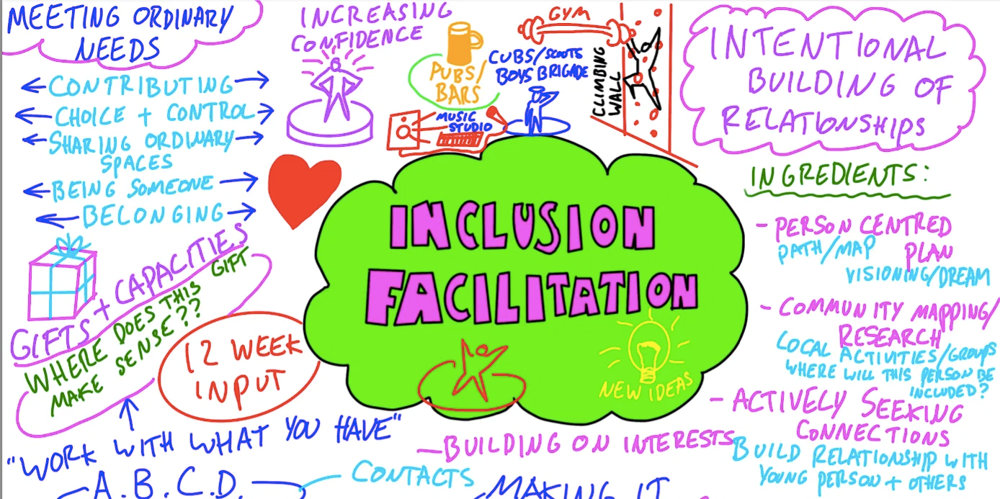 MEETING ORDINARY
NEEDS
CONTRIBUTING
CHOICE + CONTROL
SHARING ORDINARY
SPACES
BEING SOMEONE
BELONGING
INCREASING
CONFIDENCE
PUBS/
BARS
MUSIC
STUDIO
CUBS/SCOUTS
BOYS BRIGADE
GYM
CLIMBING
WALL
INTENTIONAL
BUILDING OF
RELATIONSHIPS
INGREDIENTS:
- PERSON CENTRED
PLAN
PATH/MAP
VISIONING/DREAM
- COMMUNITY MAPPING/
RESEARCH
LOCAL ACTIVITIES/GROUPS
WHERE WILL THIS PERSON BE
INCLUDED?
- ACTIVELY SEEKING
CONNECTIONS
BUILD RELATIONSHIP WITH
YOUNG PERSON + OTHERS
INCLUSION
FACILITATION
NEW IDEAS
GIFTS + CAPACITIES
WHERE DOES THIS GIFT
MAKE SENSE??
12 WEEK
INPUT
"WORK WITH WHAT YOU HAVE"
A.B.C.D.
CONTACTS
- BUILDING ON INTERESTS
MAKING IT